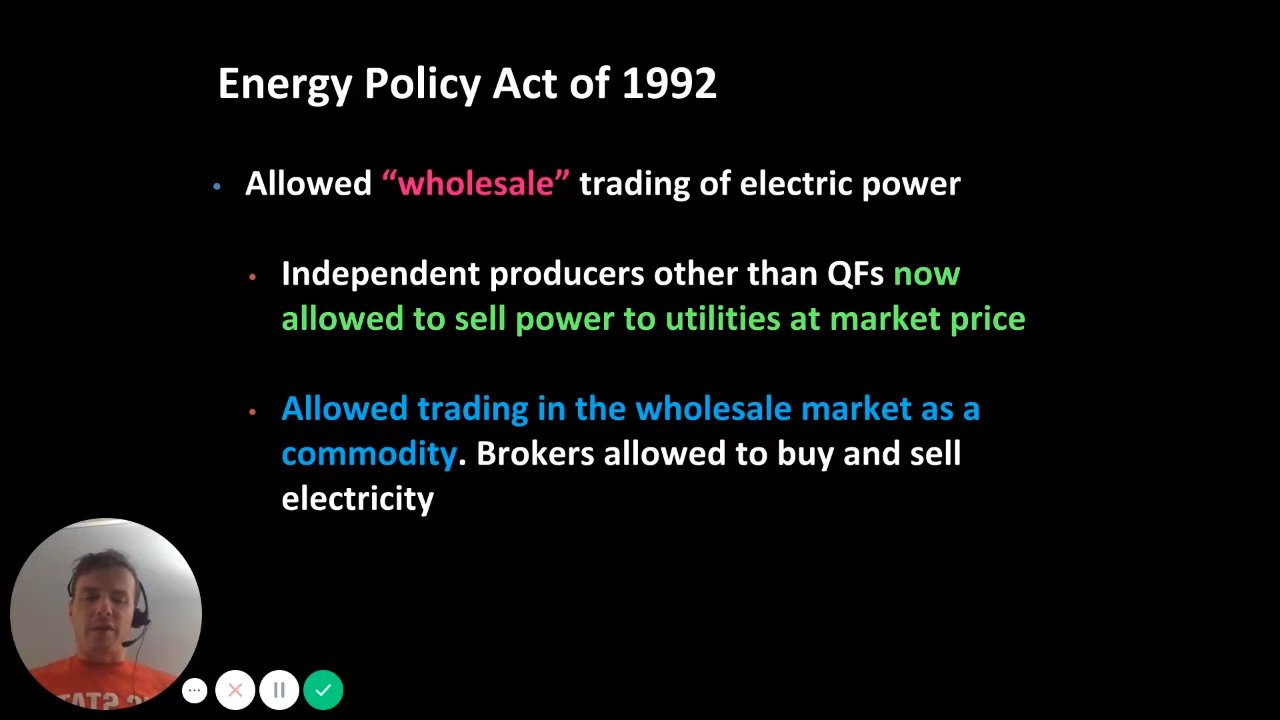 Energy Policy Act of 1992
• Allowed “wholesale” trading of electric power
• Independent producers other than QFs now
allowed to sell power to utilities at market price
• Allowed trading in the wholesale market as a
commodity. Brokers allowed to buy and sell
electricity